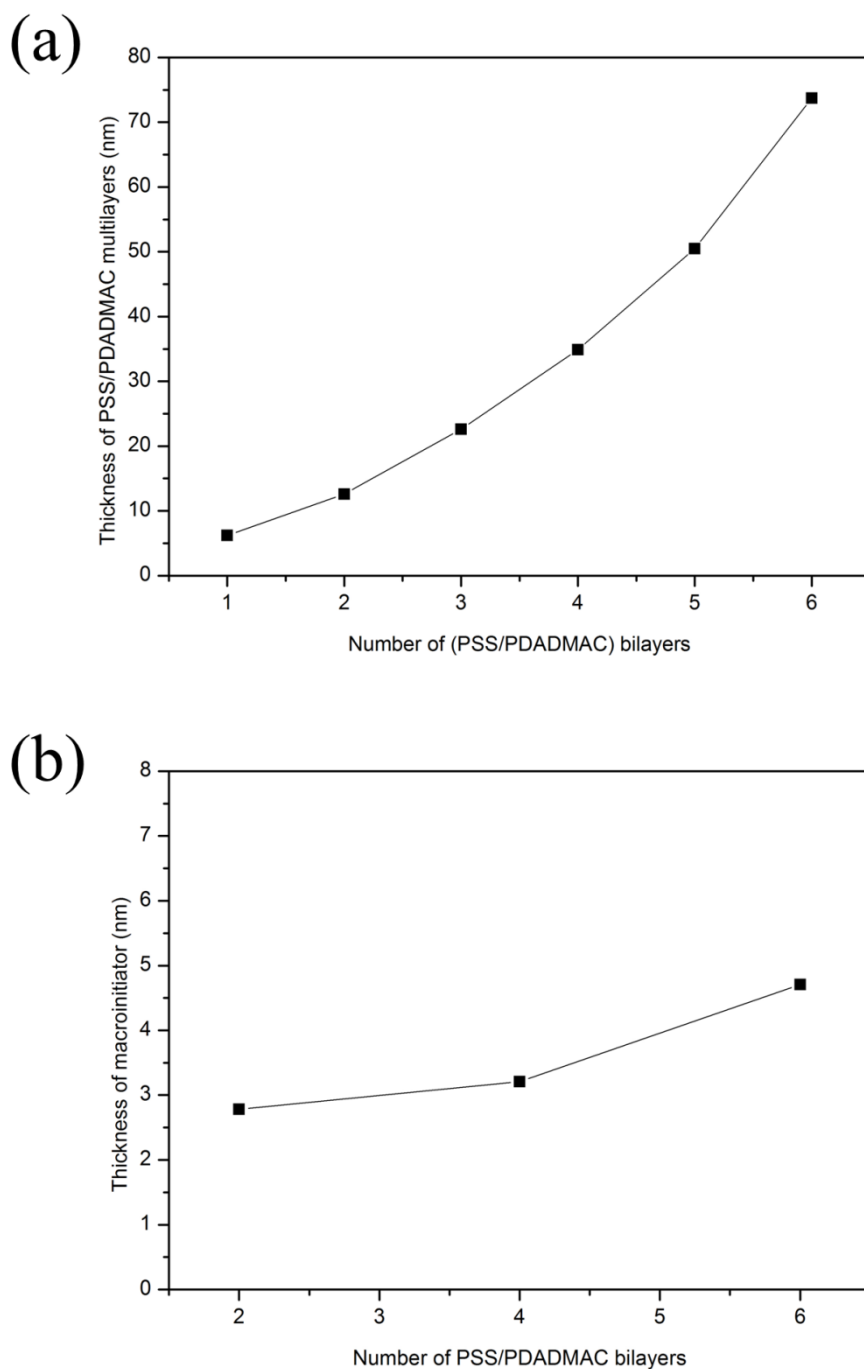 (a)
80
70
60
50
40
30
20
10
0
Thickness of PSS/PDADMAC multilayers (nm)
1 2 3 4 5 6
Number of (PSS/PDADMAC) bilayers
(b)
8
7
6
5
4
3
2
1
0
Thickness of macroinitiator (nm)
2 3 4 5 6
Number of PSS/PDADMAC bilayers